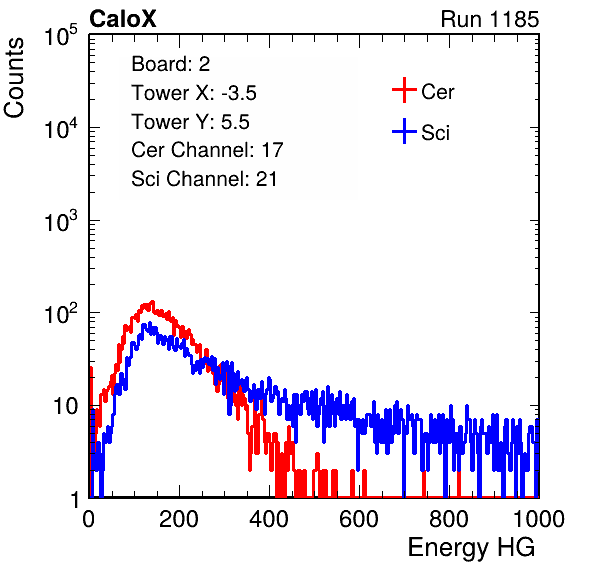 CaloX Run 1185
Counts
Board: 2
Tower X: -3.5
Tower Y: 5.5
Cer Channel: 17
Sci Channel: 21
Cer
Sci
10^5
10^4
10^3
10^2
10
1
0 200 400 600 800 1000
Energy HG